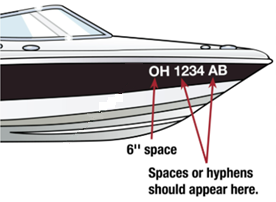 OH 1234 AB
6" space
Spaces or hyphens
should appear here.